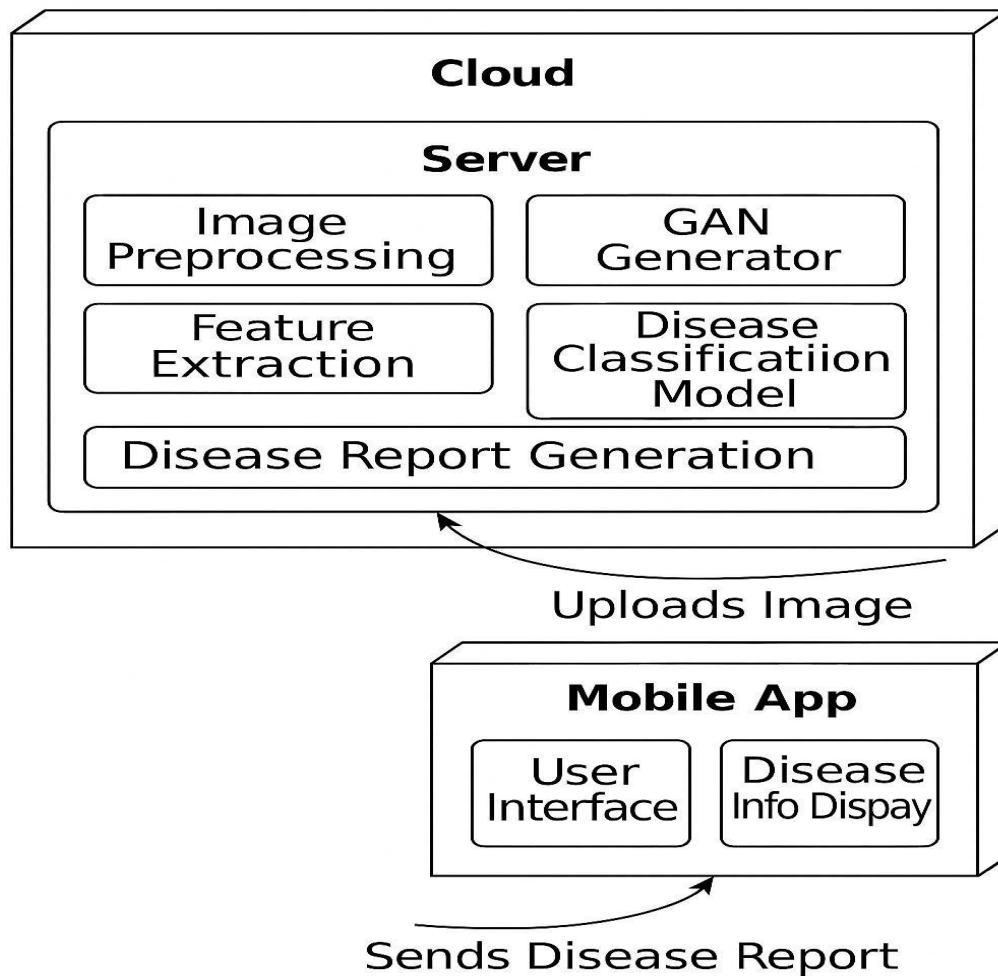 Cloud
Server
Image
Preprocessing
GAN
Generator
Feature
Extraction
Disease
Classificatiion
Model
Disease Report Generation
Uploads Image
Mobile App
User
Interface
Disease
Info Dispay
Sends Disease Report